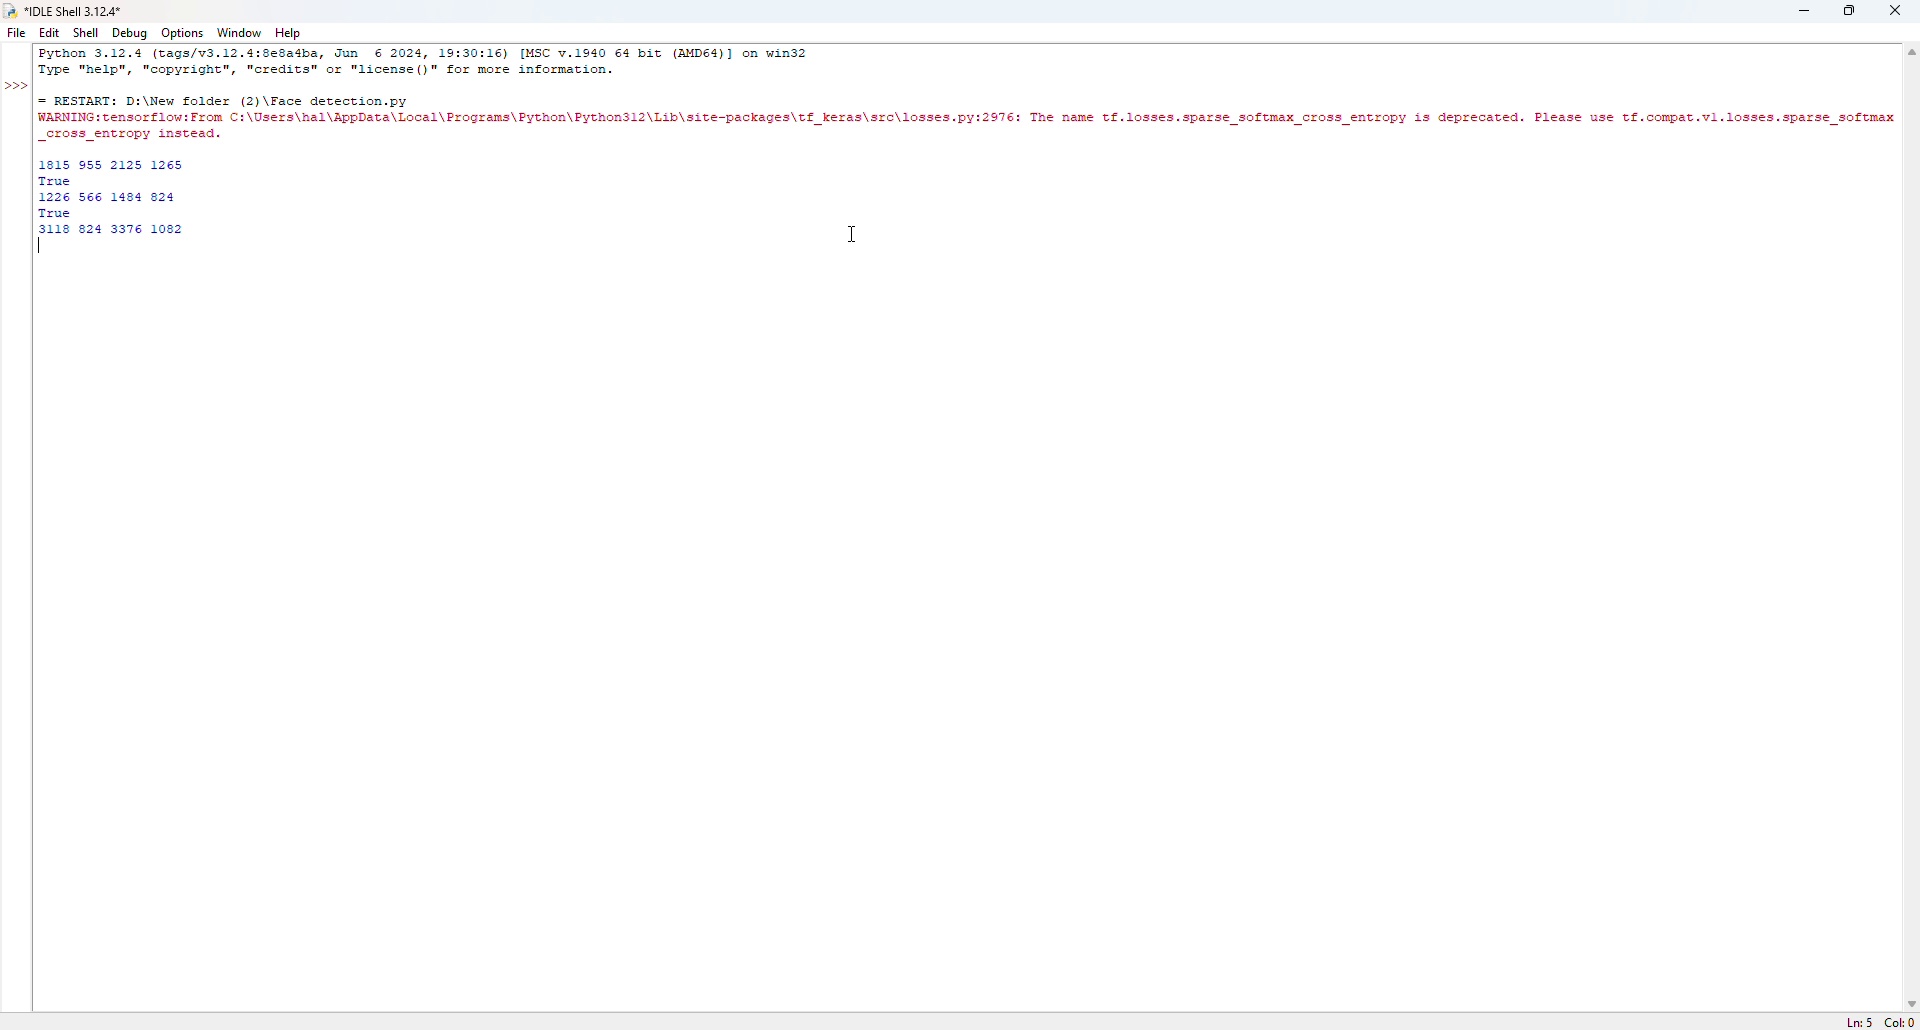 *IDLE Shell 3.12.4*
File Edit Shell Debug Options Window Help
Python 3.12.4 (tags/v3.12.4:8e8a4ba, Jun  6 2024, 19:30:16) [MSC v.1940 64 bit (AMD64)] on win32
Type "help", "copyright", "credits" or "license()" for more information.
>>>
= RESTART: D:\New folder (2)\Face detection.py
WARNING:tensorflow:From C:\Users\hal\AppData\Local\Programs\Python\Python312\Lib\site-packages\tf_keras\src\losses.py:2976: The name tf.losses.sparse_softmax_cross_entropy is deprecated. Please use tf.compat.v1.losses.sparse_softmax
_cross_entropy instead.
1815 955 2125 1265
True
1226 566 1484 824
True
3118 824 3376 1082
Ln: 5 Col: 0